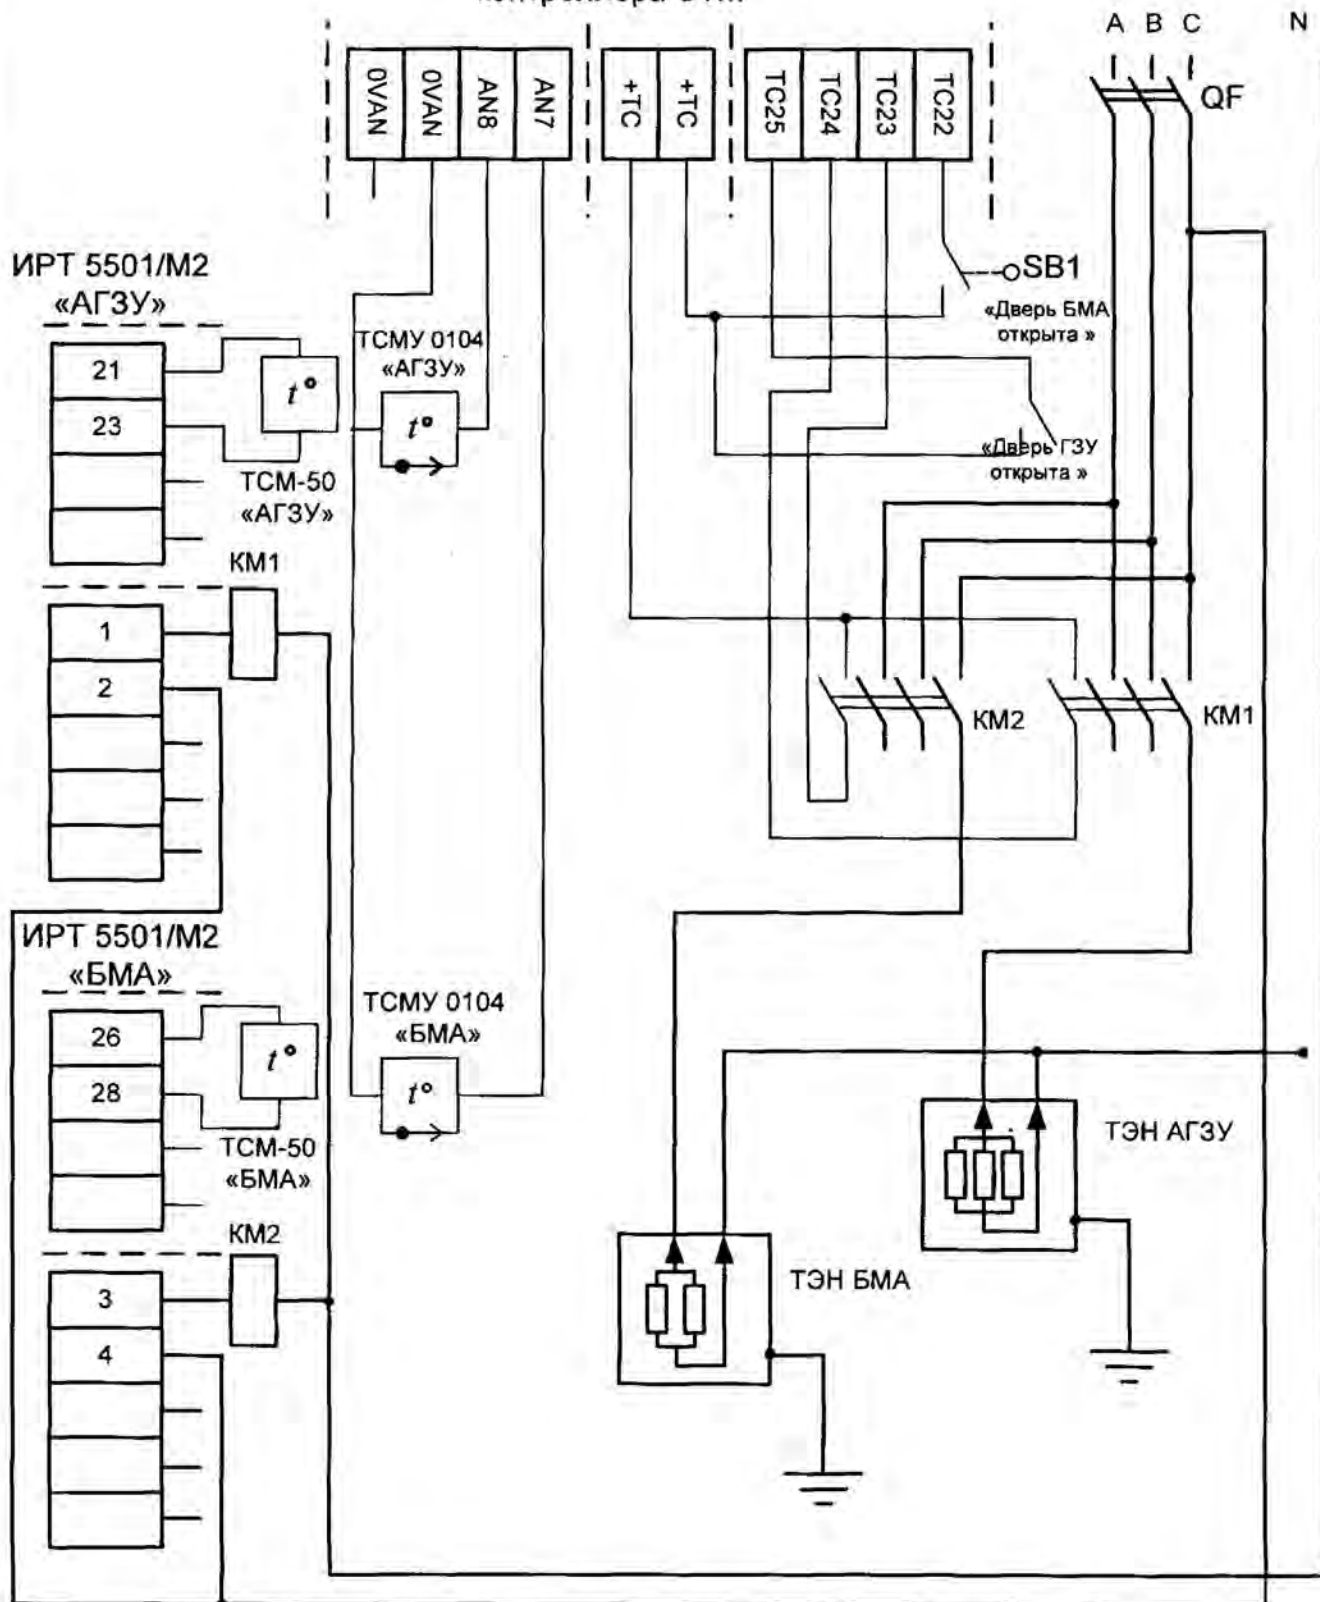 A B C N
0VAN 0VAN AN8 AN7 +TC +TC TC25 TC24 TC23 TC22
QF
SB1
«Дверь БМА
открыта »
«Дверь ГЗУ
открыта »
ИРТ 5501/М2
«АГЗУ»
21
23
t°
ТСМ-50
«АГЗУ»
ТСМУ 0104
«АГЗУ»
t°
КМ1
1
2
КМ2
КМ1
ИРТ 5501/М2
«БМА»
26
28
t°
ТСМ-50
«БМА»
ТСМУ 0104
«БМА»
t°
КМ2
3
4
ТЭН АГЗУ
ТЭН БМА